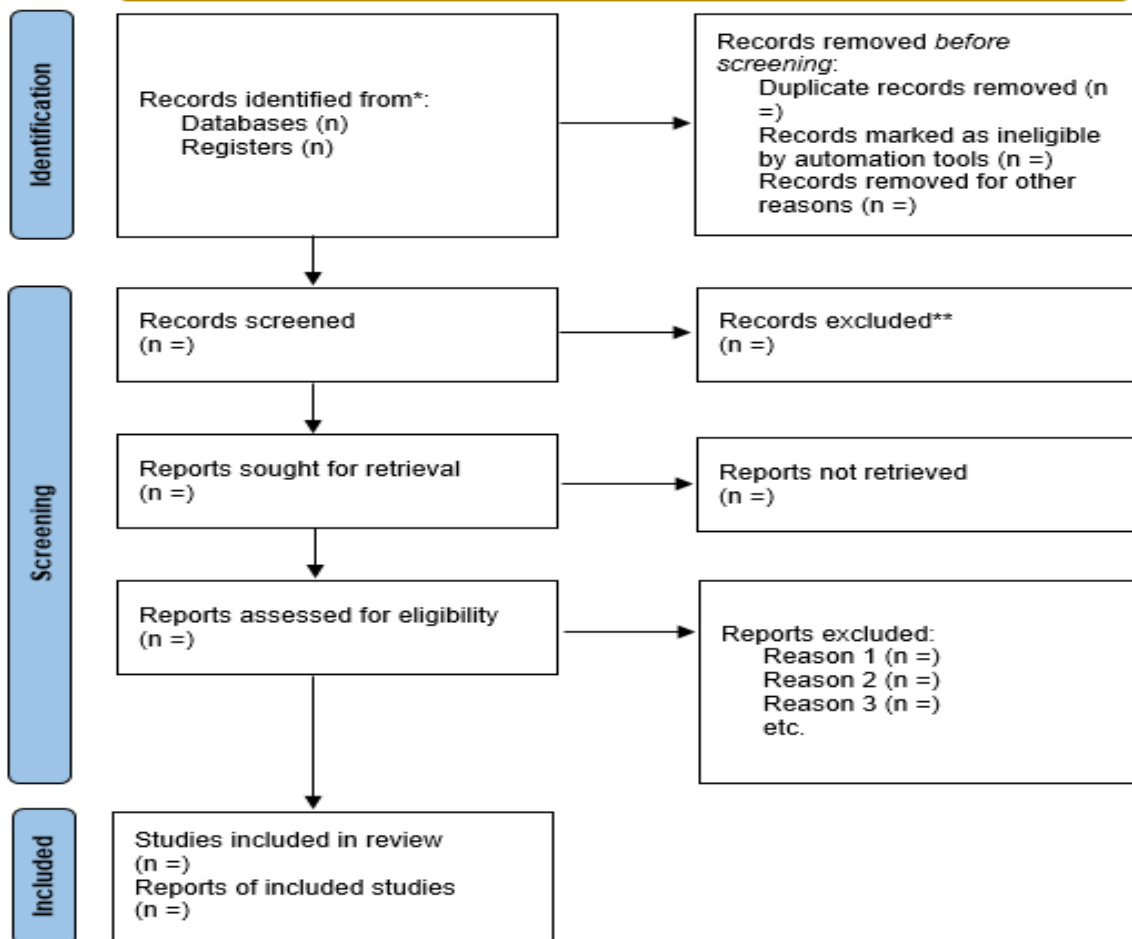 Identification
Records identified from*:
Databases (n)
Registers (n)
Records removed before
screening:
Duplicate records removed (n
=)
Records marked as ineligible
by automation tools (n =)
Records removed for other
reasons (n =)
Screening
Records screened
(n =)
Records excluded**
(n =)
Reports sought for retrieval
(n =)
Reports not retrieved
(n =)
Reports assessed for eligibility
(n =)
Reports excluded:
Reason 1 (n =)
Reason 2 (n =)
Reason 3 (n =)
etc.
Included
Studies included in review
(n =)
Reports of included studies
(n =)